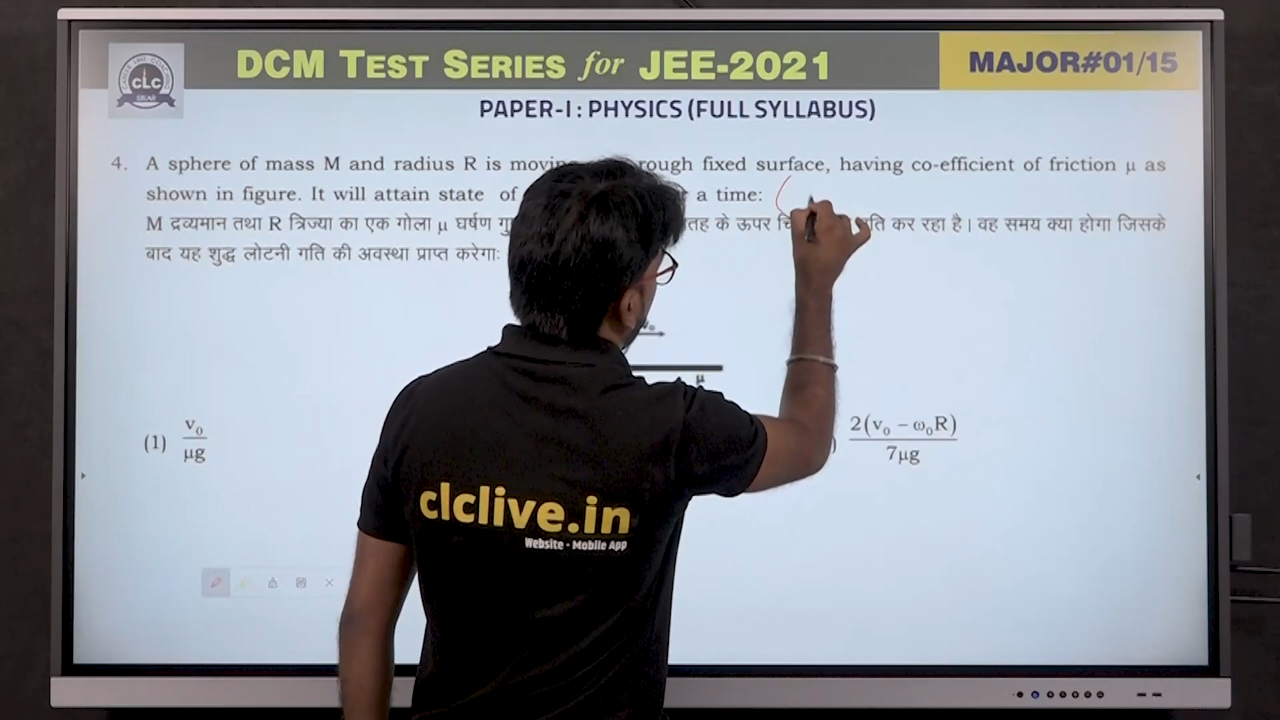 DCM TEST SERIES for JEE-2021
MAJOR#01/15
CLC
SIKAR
PAPER-I : PHYSICS (FULL SYLLABUS)
4. A sphere of mass M and radius R is rough fixed surface, having co-efficient of friction μ as
shown in figure. It will attain state of a time:
M द्रव्यमान तथा R त्रिज्या का एक गोला μ घर्षण के ऊपर कर रहा है। वह समय क्या होगा जिसके
बाद यह शुद्ध लोटनी गति की अवस्था प्राप्त करेगाः
μ
(1) v₀/μg
2(v₀ − ω₀R)/7μg
clclive.in
Website - Mobile App